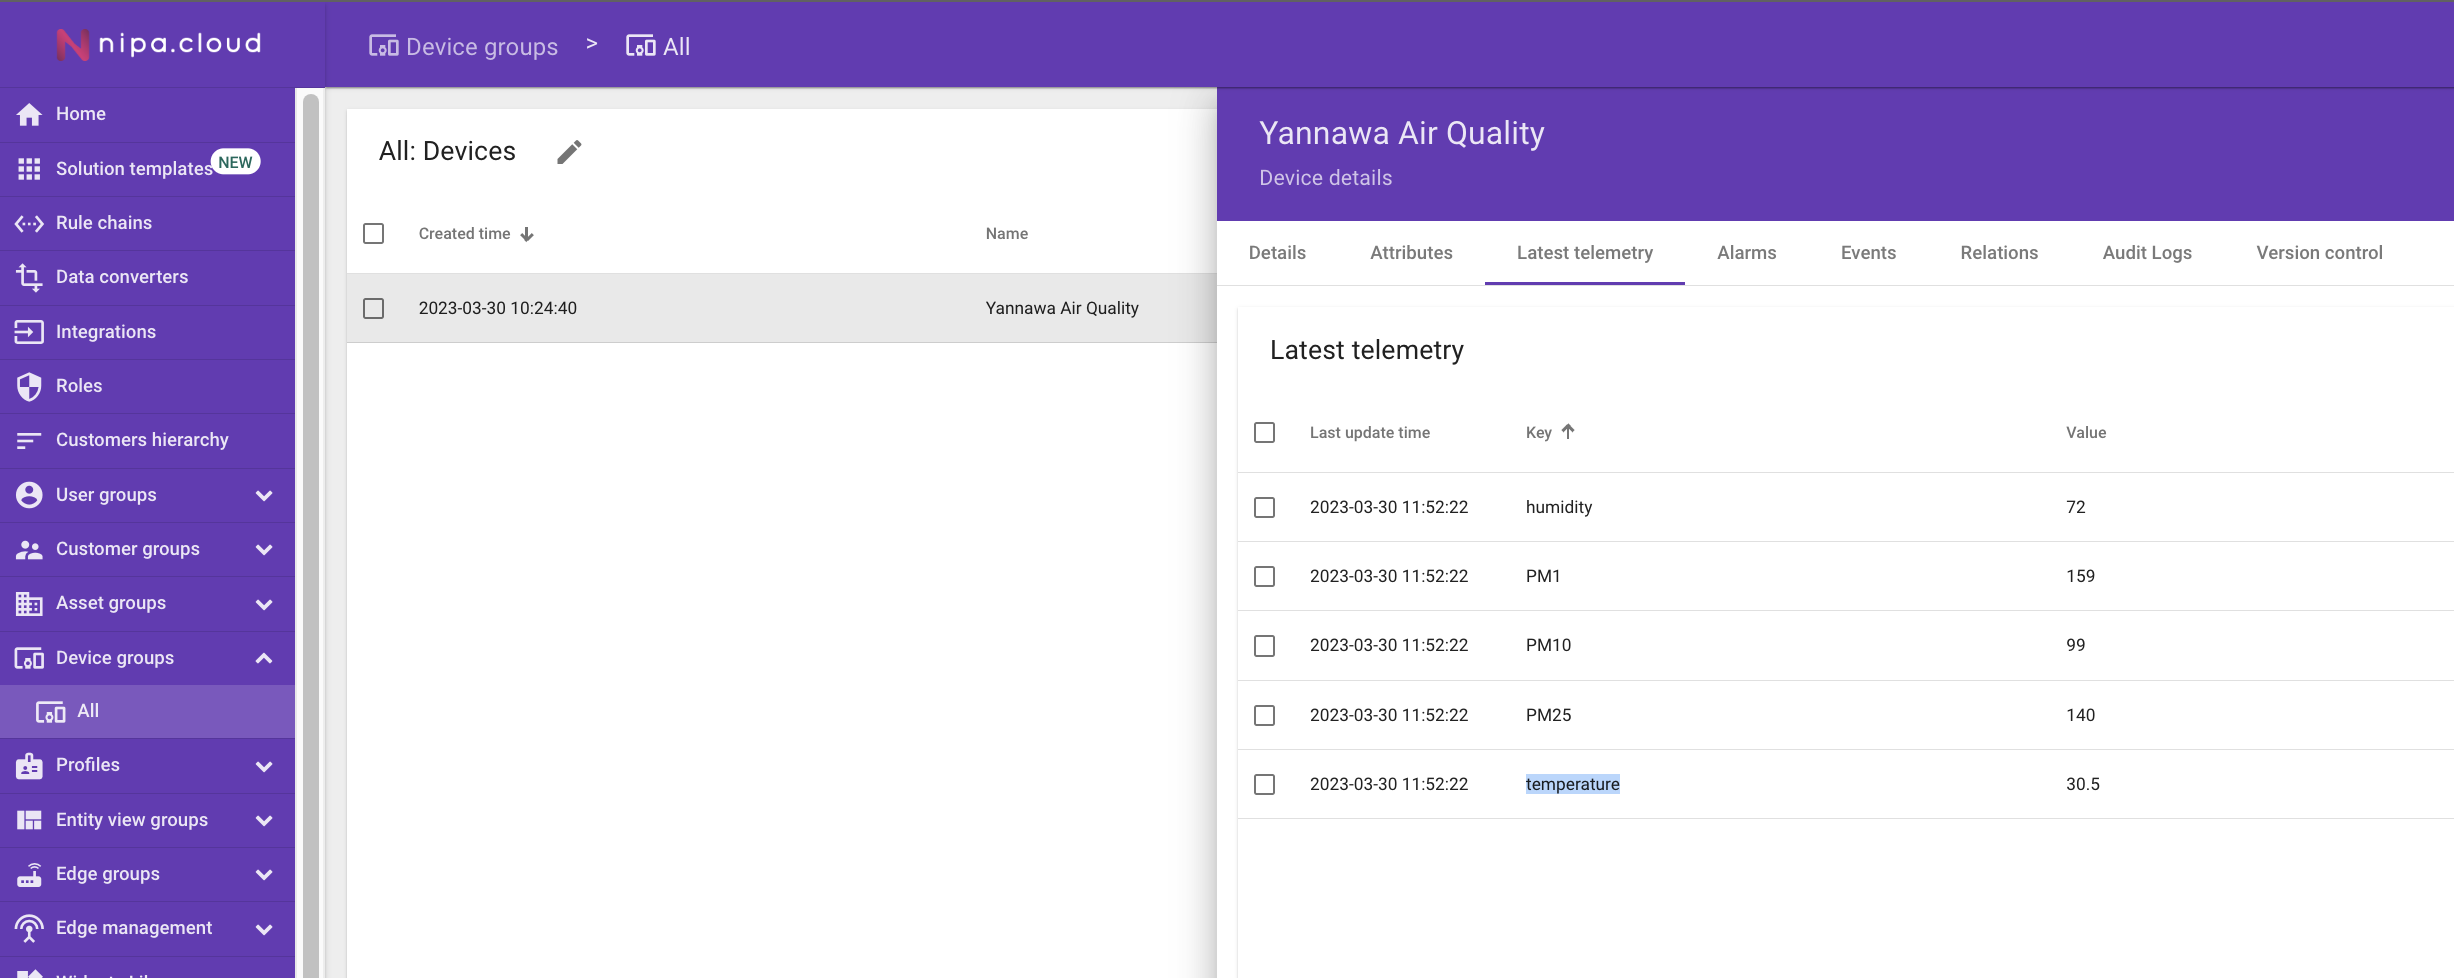 nipa.cloud
Device groups > All
Home
Solution templates NEW
Rule chains
Data converters
Integrations
Roles
Customers hierarchy
User groups
Customer groups
Asset groups
Device groups
All
Profiles
Entity view groups
Edge groups
Edge management
All: Devices
Created time Name
2023-03-30 10:24:40 Yannawa Air Quality
Yannawa Air Quality
Device details
Details Attributes Latest telemetry Alarms Events Relations Audit Logs Version control
Latest telemetry
Last update time Key Value
2023-03-30 11:52:22 humidity 72
2023-03-30 11:52:22 PM1 159
2023-03-30 11:52:22 PM10 99
2023-03-30 11:52:22 PM25 140
2023-03-30 11:52:22 temperature 30.5